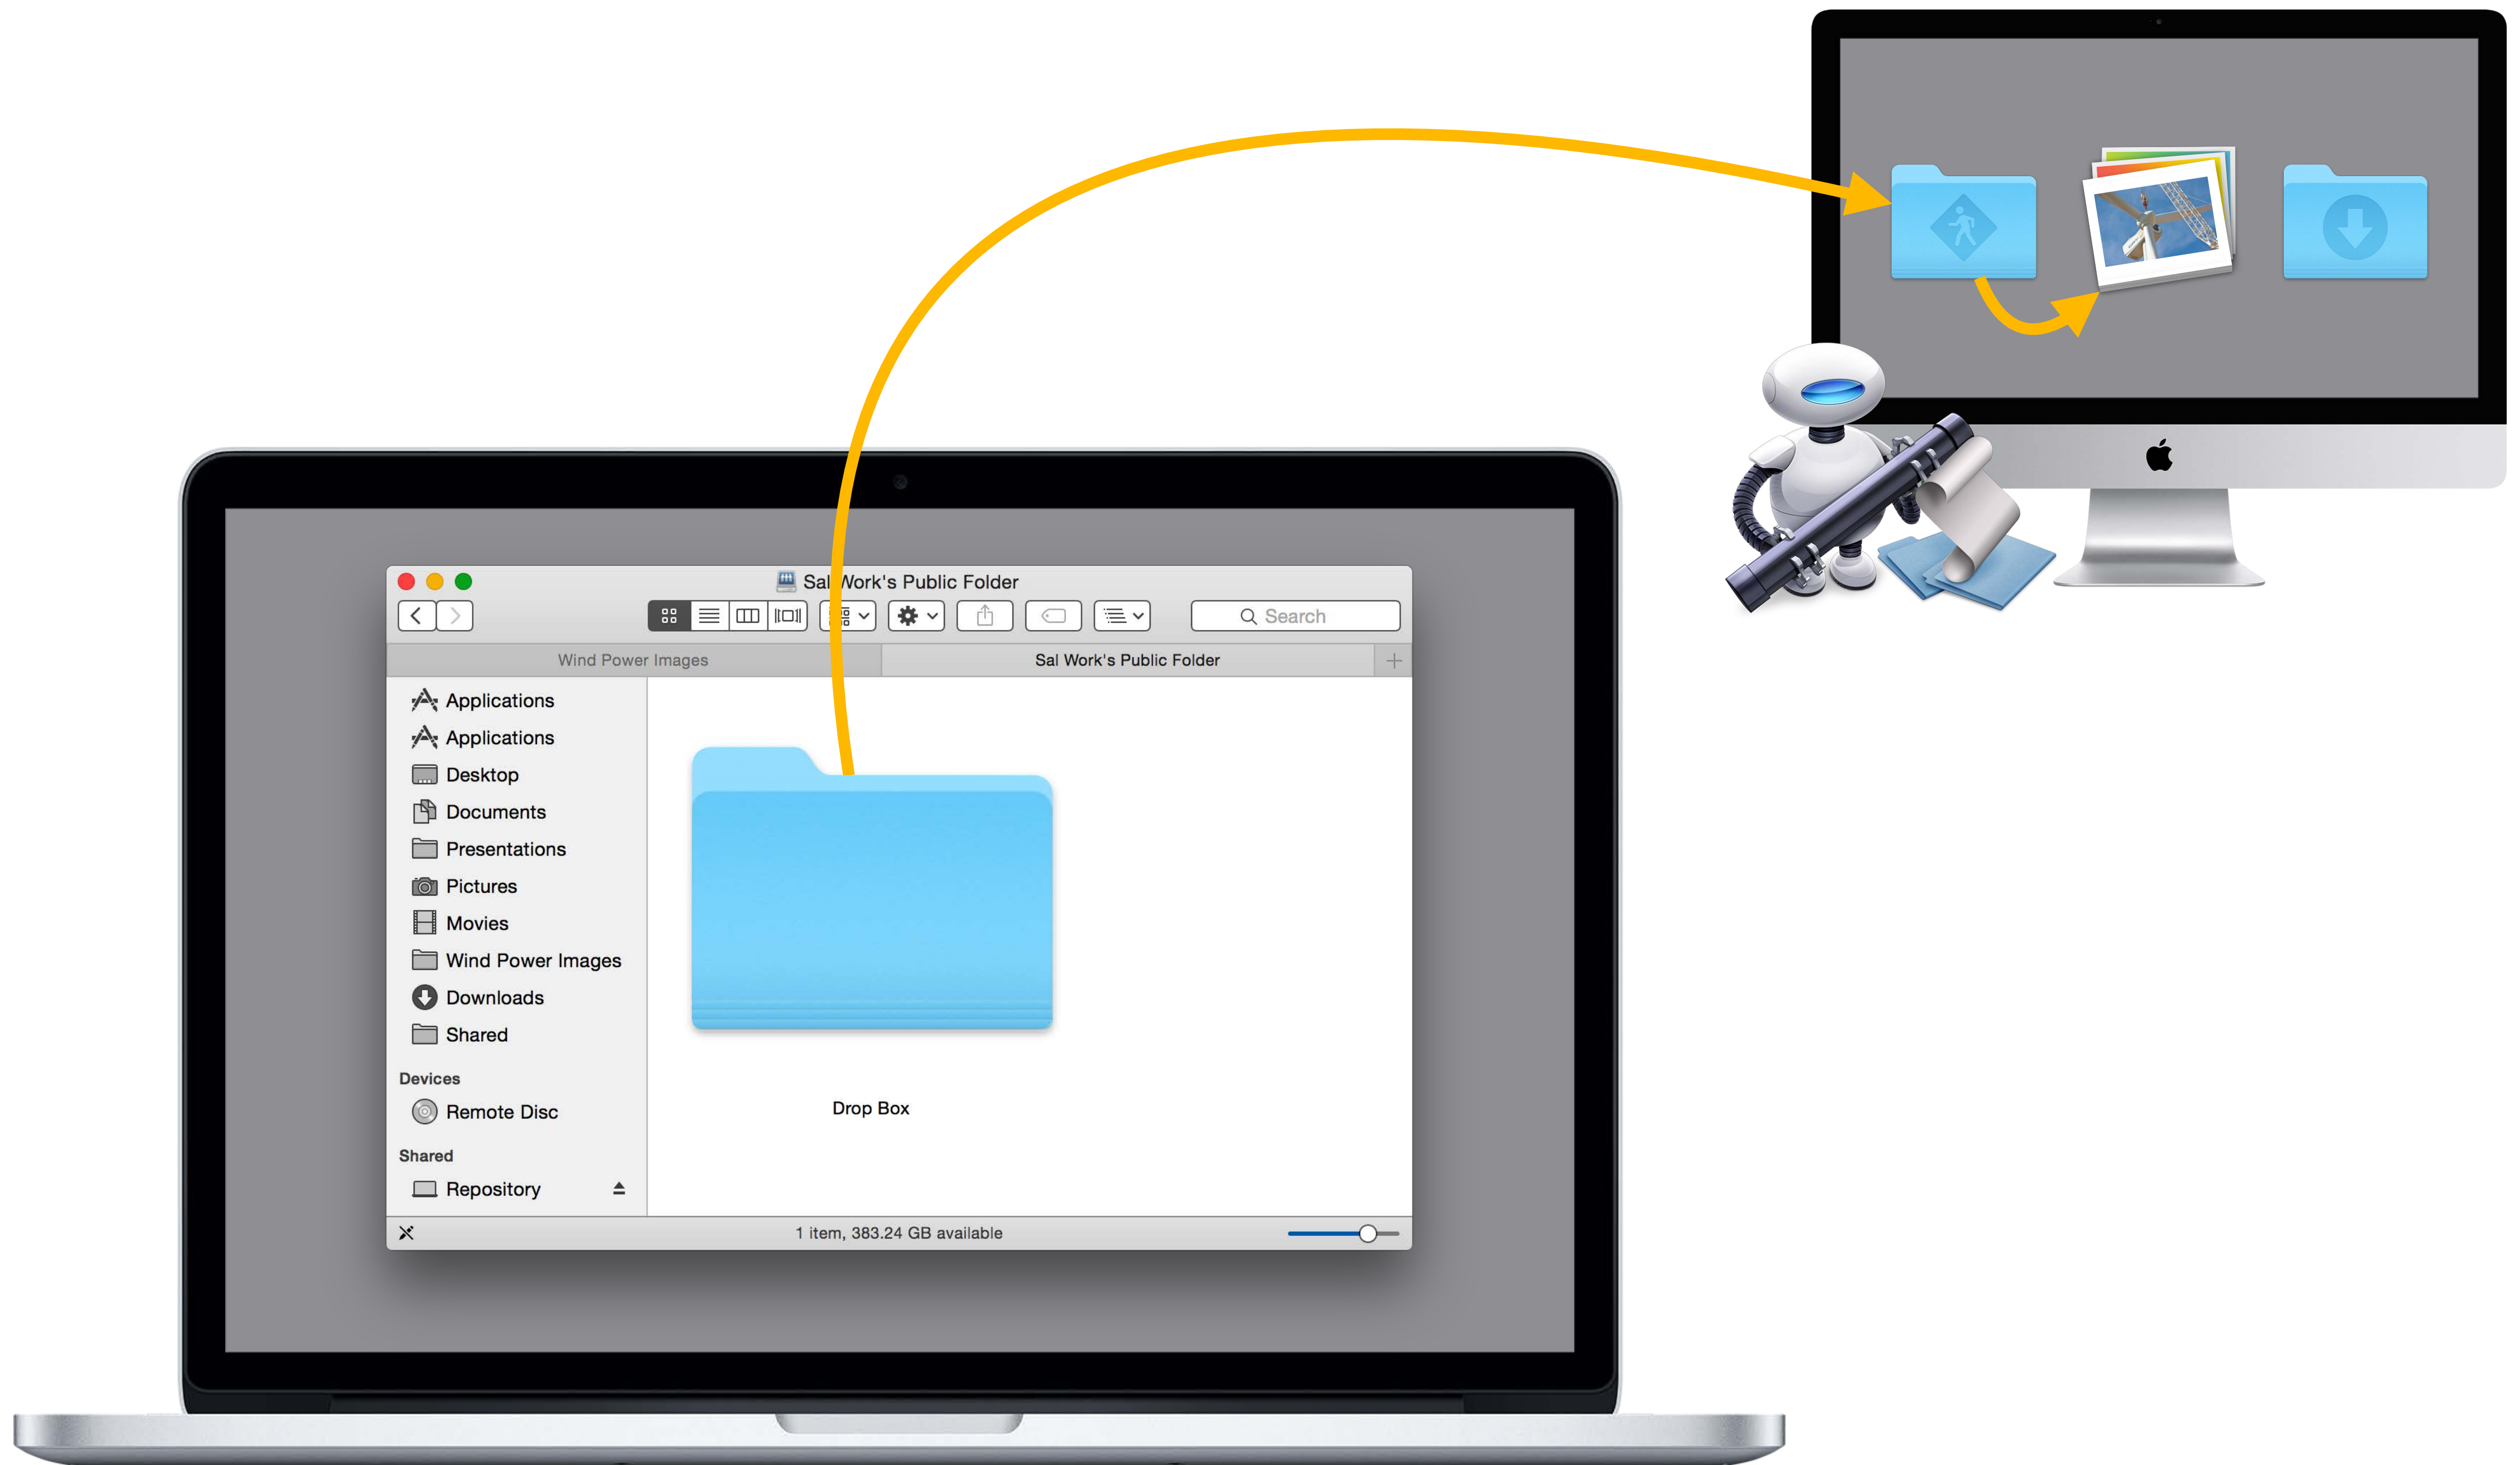 Sal Work's Public Folder
Search
Wind Power Images
Sal Work's Public Folder
Applications
Applications
Desktop
Documents
Presentations
Pictures
Movies
Wind Power Images
Downloads
Shared
Devices
Remote Disc
Shared
Repository
Drop Box
1 item, 383.24 GB available